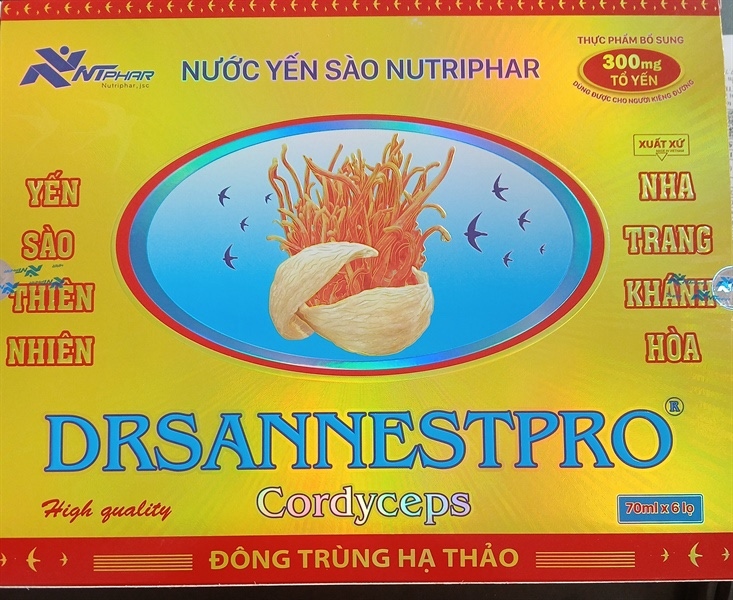 NTPHAR
Nutriphar, jsc
NƯỚC YẾN SÀO NUTRIPHAR
THỰC PHẨM BỔ SUNG
300mg
TỔ YẾN
DÙNG ĐƯỢC CHO NGƯỜI KIÊNG ĐƯỜNG
XUẤT XỨ
YẾN
SÀO
THIÊN
NHIÊN
NHA
TRANG
KHÁNH
HÒA
DRSANNESTPRO®
Cordyceps
High quality
70ml x 6 lọ
ĐÔNG TRÙNG HẠ THẢO